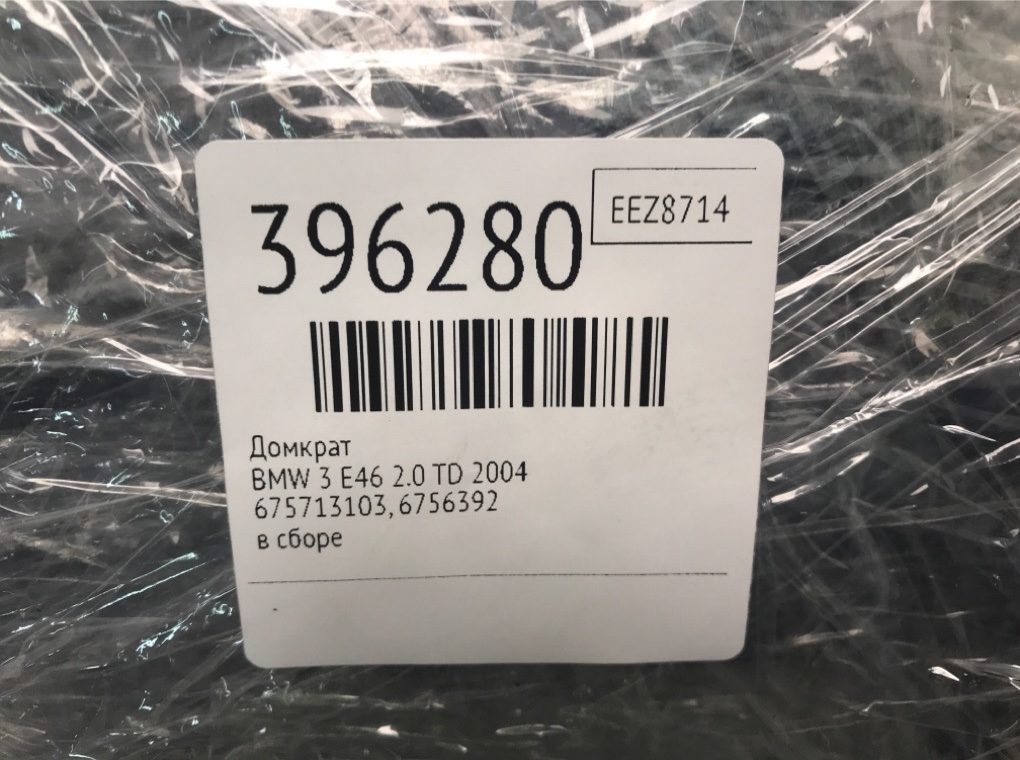 396280
EEZ8714
Домкрат
BMW 3 E46 2.0 TD 2004
675713103, 6756392
в сборе